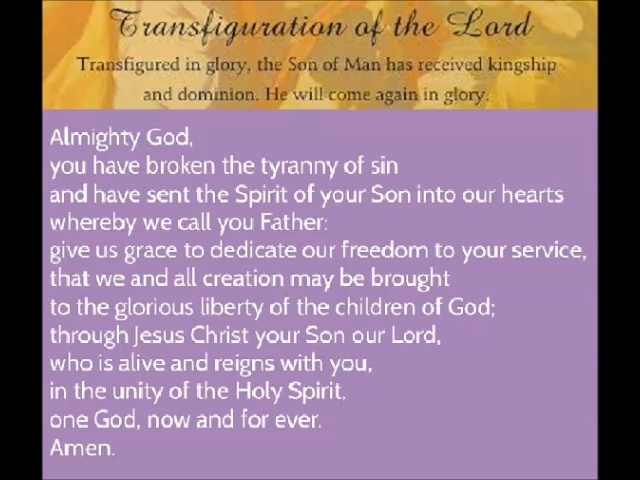 Transfiguration of the Lord
Transfigured in glory, the Son of Man has received kingship
and dominion. He will come again in glory.
Almighty God,
you have broken the tyranny of sin
and have sent the Spirit of your Son into our hearts
whereby we call you Father:
give us grace to dedicate our freedom to your service,
that we and all creation may be brought
to the glorious liberty of the children of God;
through Jesus Christ your Son our Lord,
who is alive and reigns with you,
in the unity of the Holy Spirit,
one God, now and for ever.
Amen.